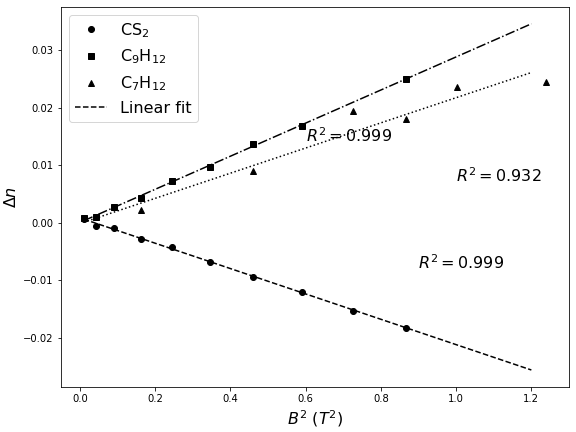 CS₂
C₉H₁₂
C₇H₁₂
Linear fit
0.03
0.02
0.01
0.00
−0.01
−0.02
Δn
R² = 0.999
R² = 0.932
R² = 0.999
0.0 0.2 0.4 0.6 0.8 1.0 1.2
B² (T²)